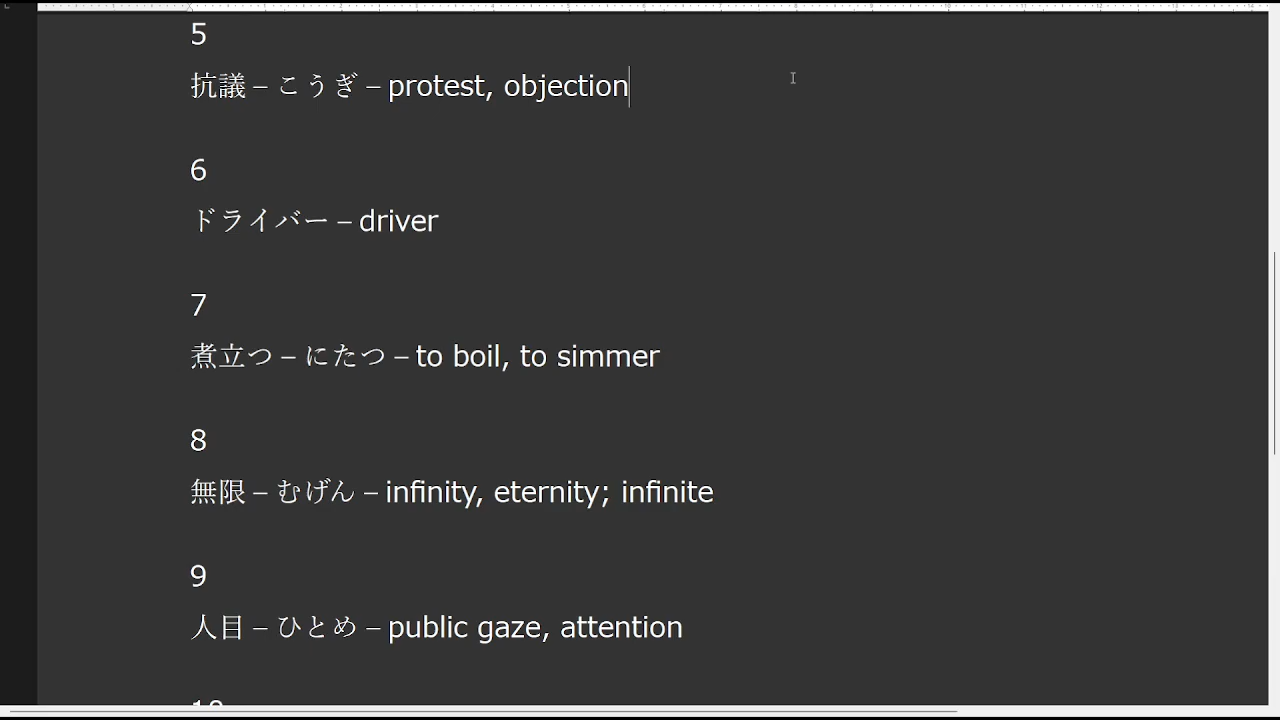 5
抗議 – こうぎ – protest, objection
6
ドライバー – driver
7
煮立つ – にたつ – to boil, to simmer
8
無限 – むげん – infinity, eternity; infinite
9
人目 – ひとめ – public gaze, attention
10